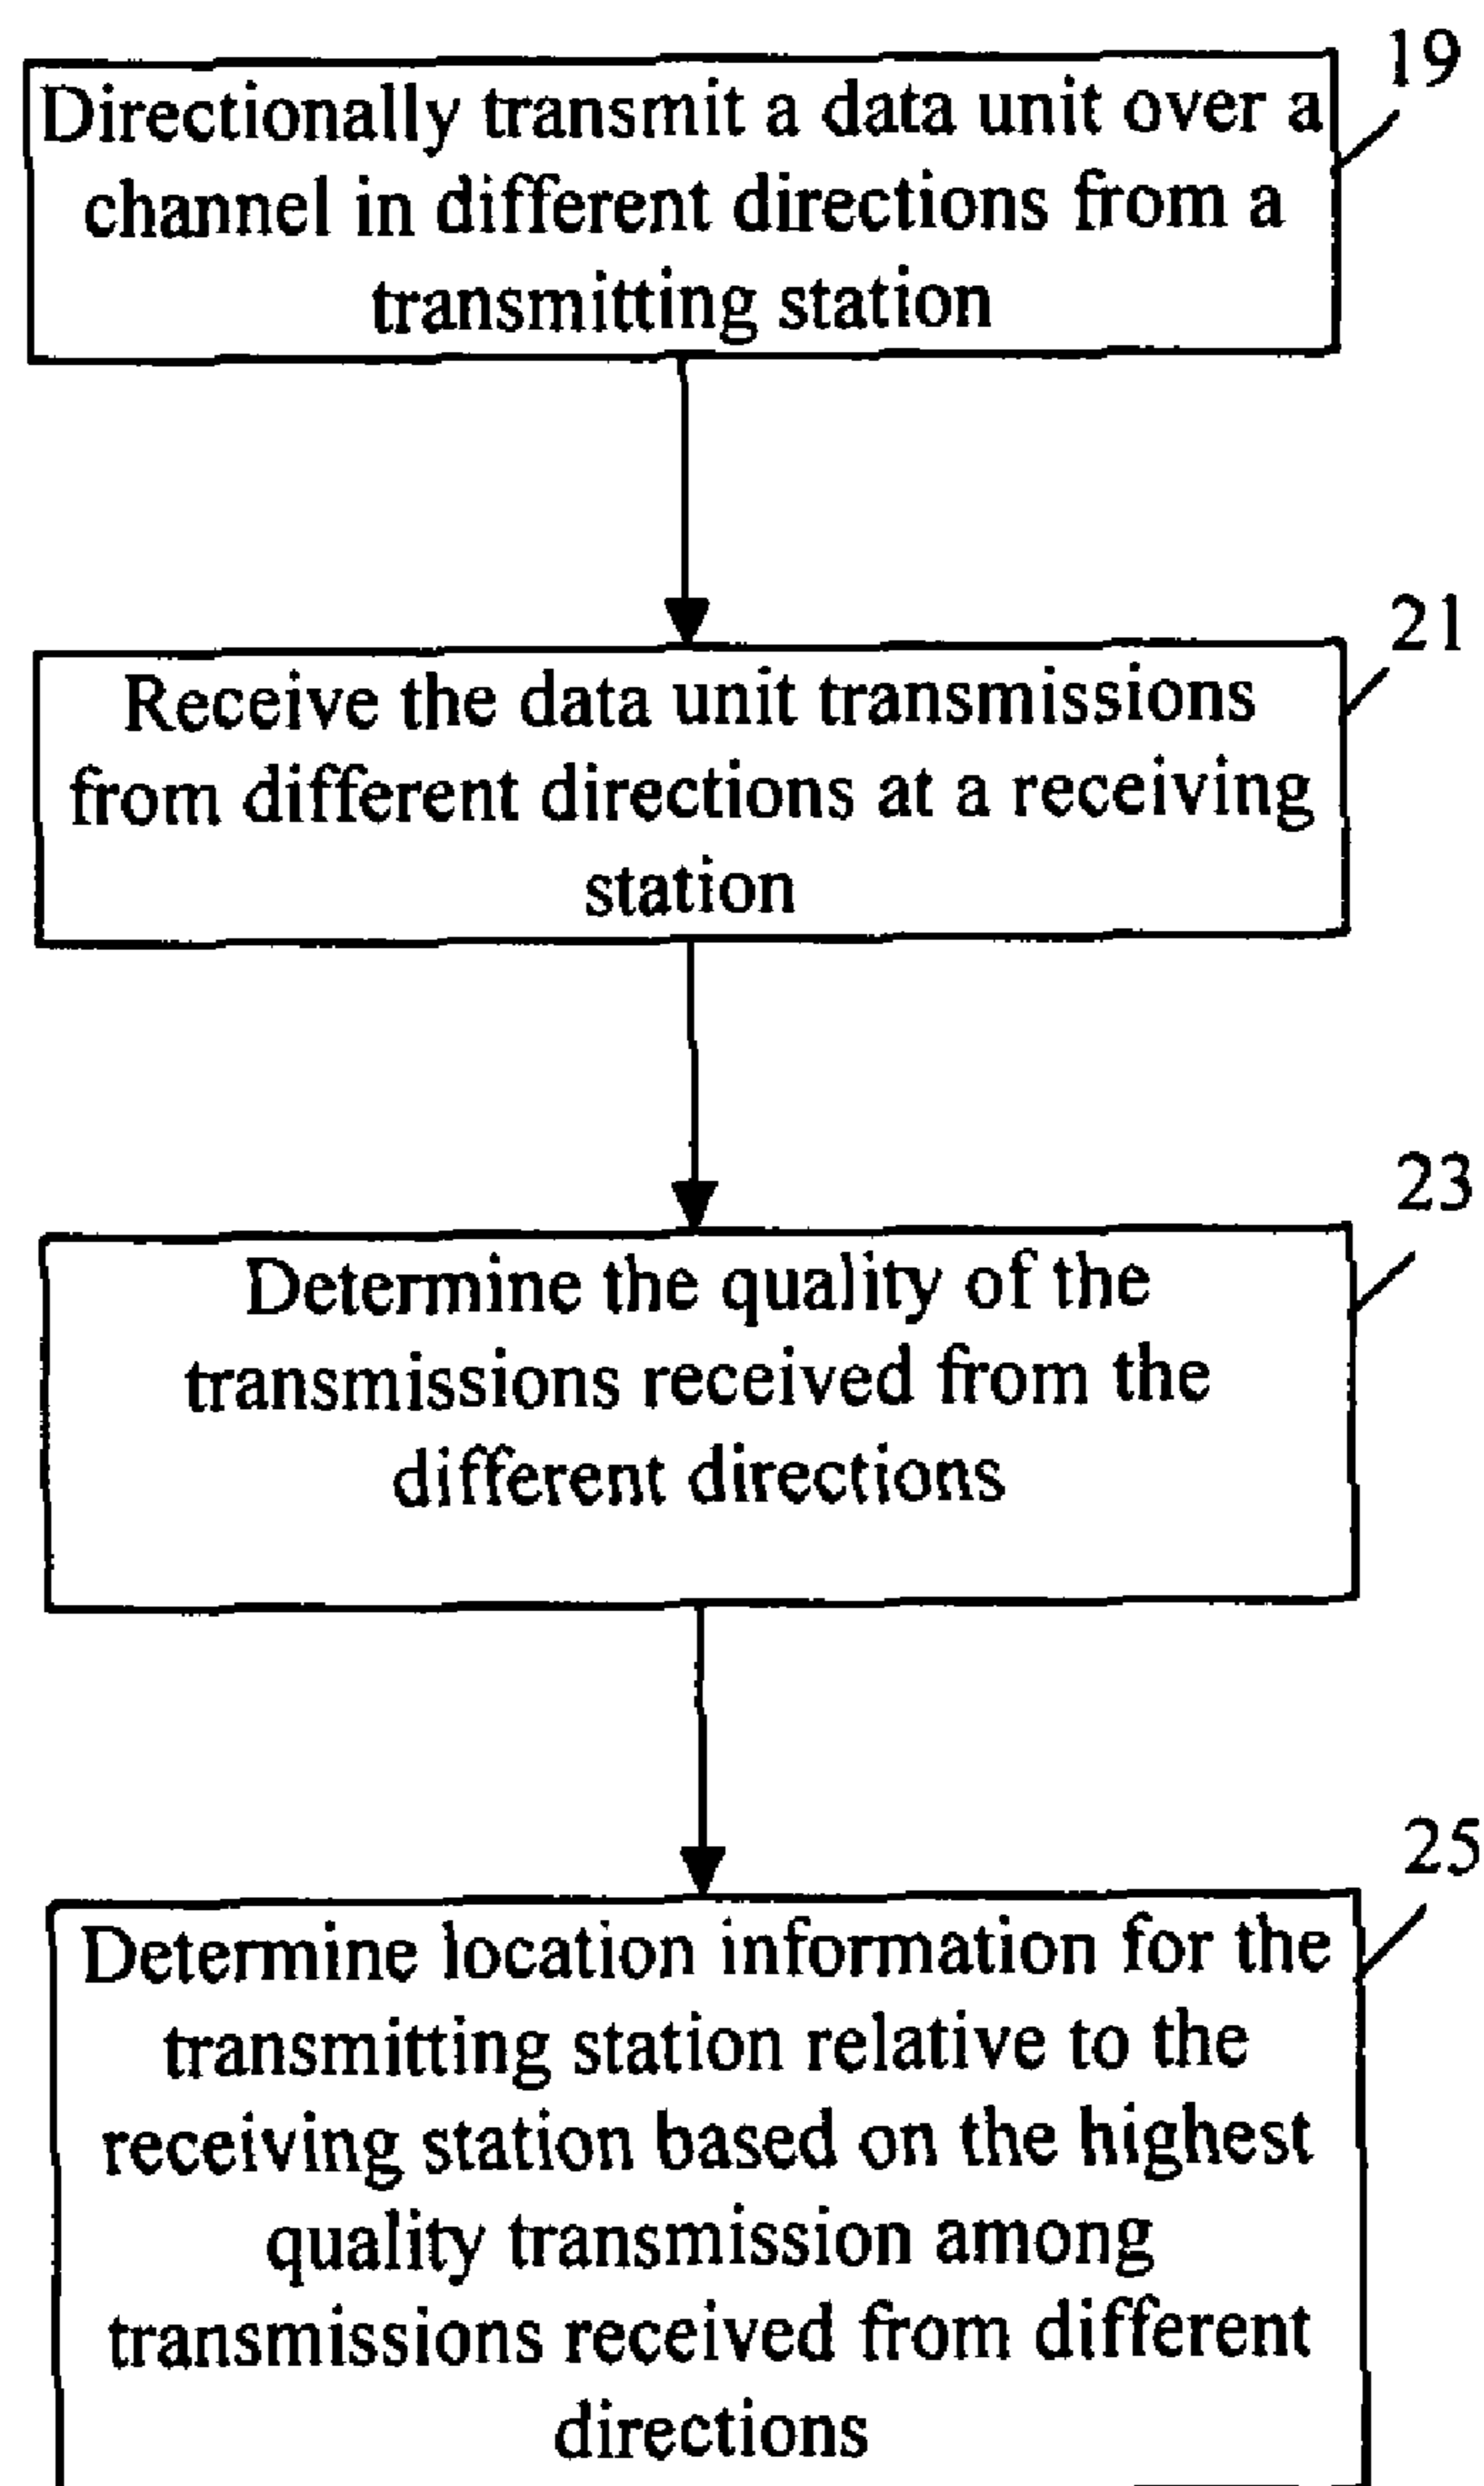 19
Directionally transmit a data unit over a
channel in different directions from a
transmitting station
21
Receive the data unit transmissions
from different directions at a receiving
station
23
Determine the quality of the
transmissions received from the
different directions
25
Determine location information for the
transmitting station relative to the
receiving station based on the highest
quality transmission among
transmissions received from different
directions